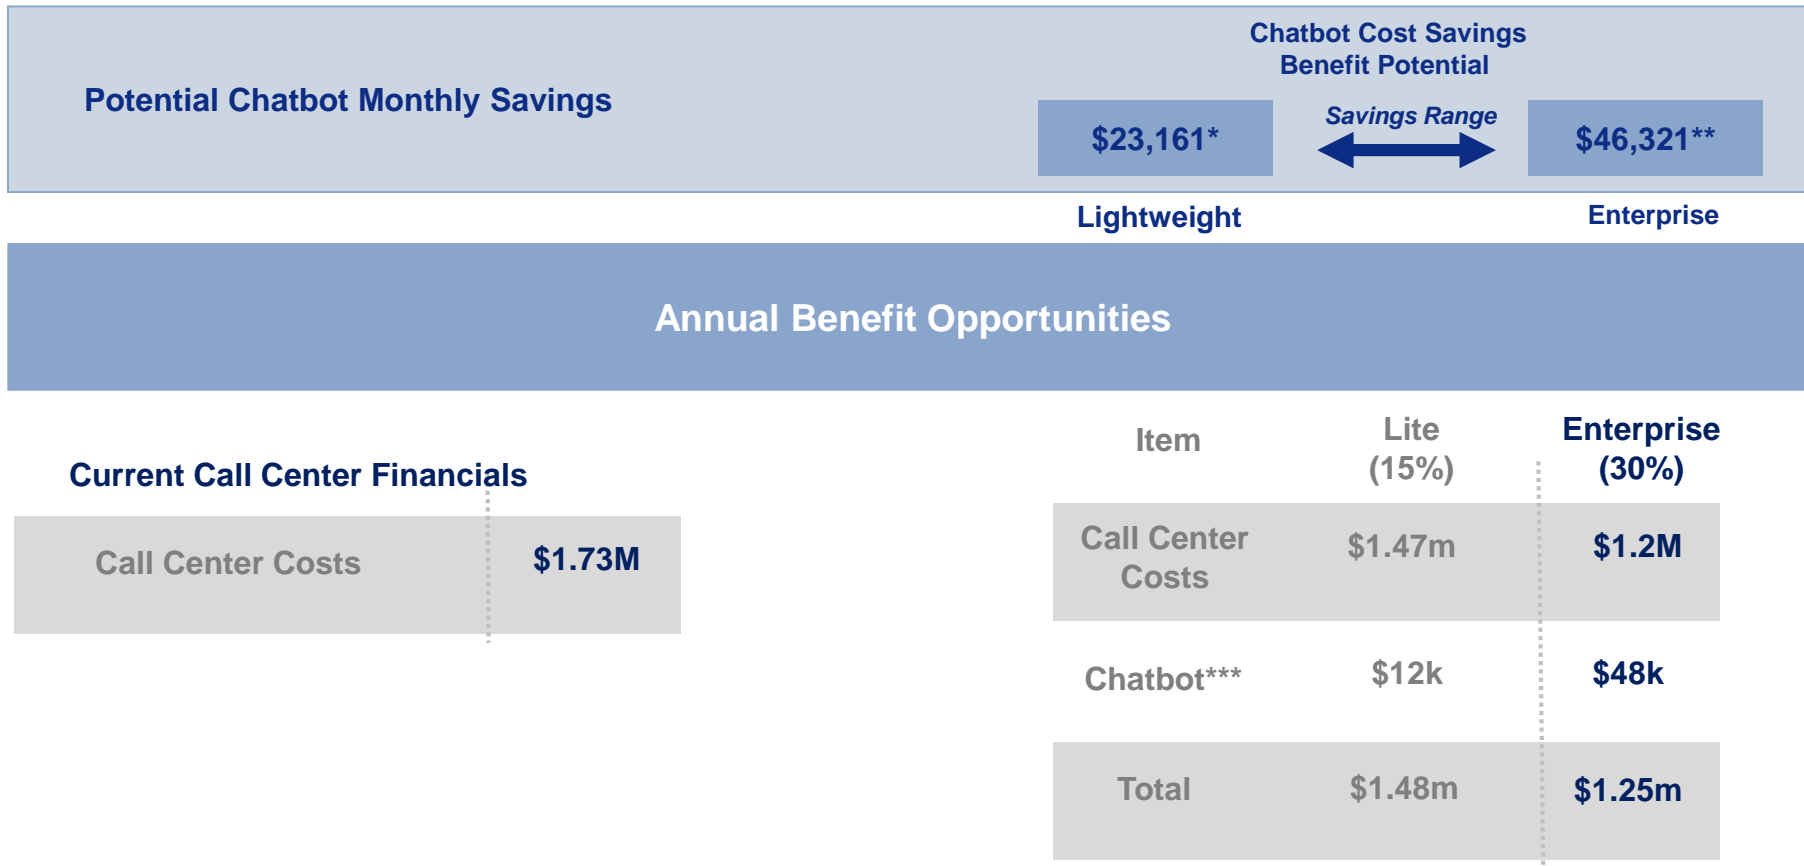 Potential Chatbot Monthly Savings
Chatbot Cost Savings
Benefit Potential
$23,161*
Savings Range
$46,321**
Lightweight
Enterprise
Annual Benefit Opportunities
Current Call Center Financials
Call Center Costs
$1.73M
Item
Lite
(15%)
Enterprise
(30%)
Call Center
Costs
$1.47m
$1.2M
Chatbot***
$12k
$48k
Total
$1.48m
$1.25m